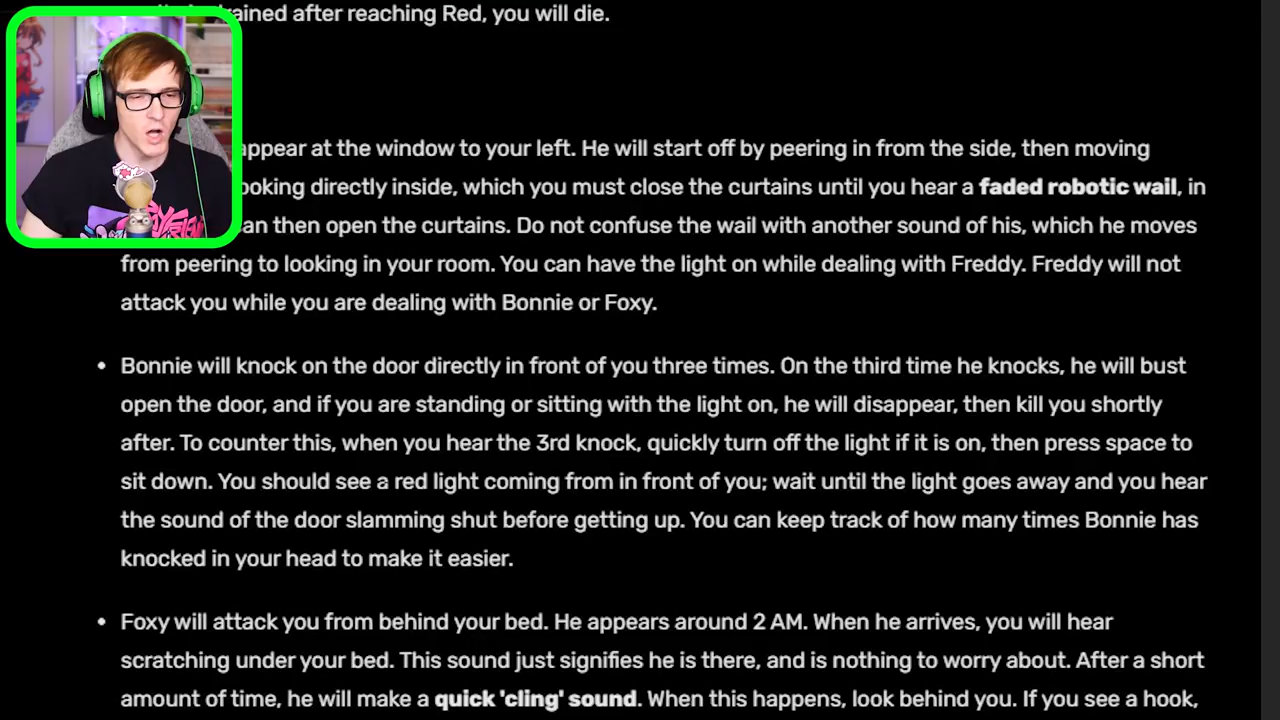 rained after reaching Red, you will die.
appear at the window to your left. He will start off by peering in from the side, then moving
ooking directly inside, which you must close the curtains until you hear a faded robotic wail, in
an then open the curtains. Do not confuse the wail with another sound of his, which he moves
from peering to looking in your room. You can have the light on while dealing with Freddy. Freddy will not
attack you while you are dealing with Bonnie or Foxy.
• Bonnie will knock on the door directly in front of you three times. On the third time he knocks, he will bust
open the door, and if you are standing or sitting with the light on, he will disappear, then kill you shortly
after. To counter this, when you hear the 3rd knock, quickly turn off the light if it is on, then press space to
sit down. You should see a red light coming from in front of you; wait until the light goes away and you hear
the sound of the door slamming shut before getting up. You can keep track of how many times Bonnie has
knocked in your head to make it easier.
• Foxy will attack you from behind your bed. He appears around 2 AM. When he arrives, you will hear
scratching under your bed. This sound just signifies he is there, and is nothing to worry about. After a short
amount of time, he will make a quick 'cling' sound. When this happens, look behind you. If you see a hook,